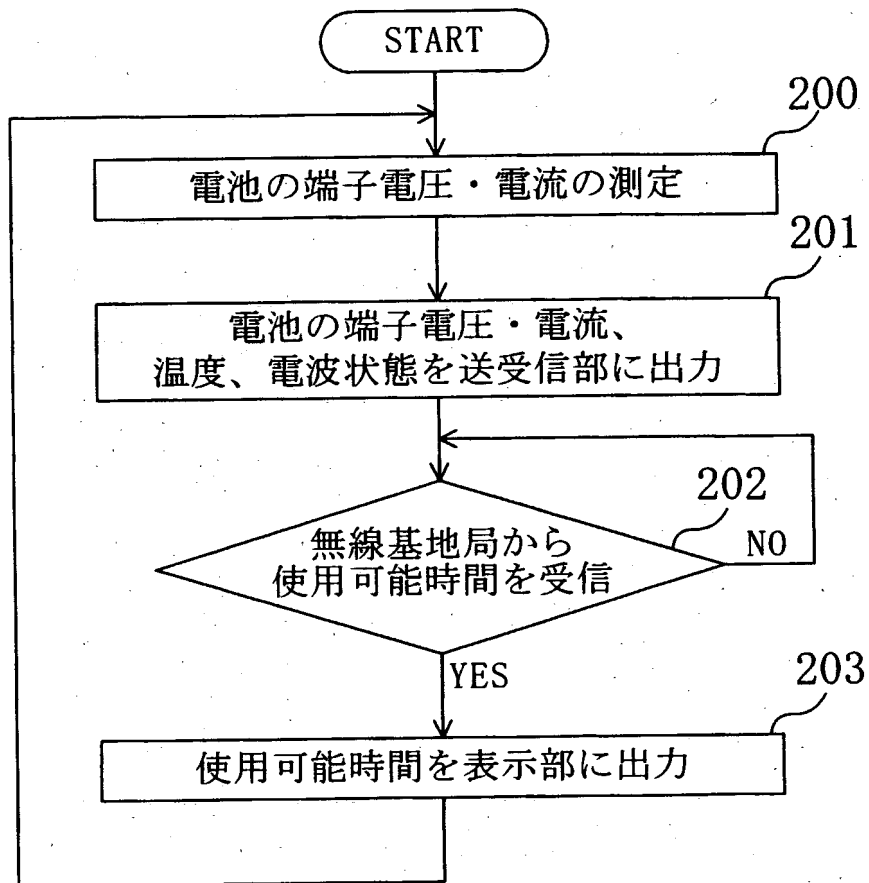 START
200
電池の端子電圧・電流の測定
201
電池の端子電圧・電流、
温度、電波状態を送受信部に出力
202
無線基地局から
使用可能時間を受信
NO
YES
203
使用可能時間を表示部に出力